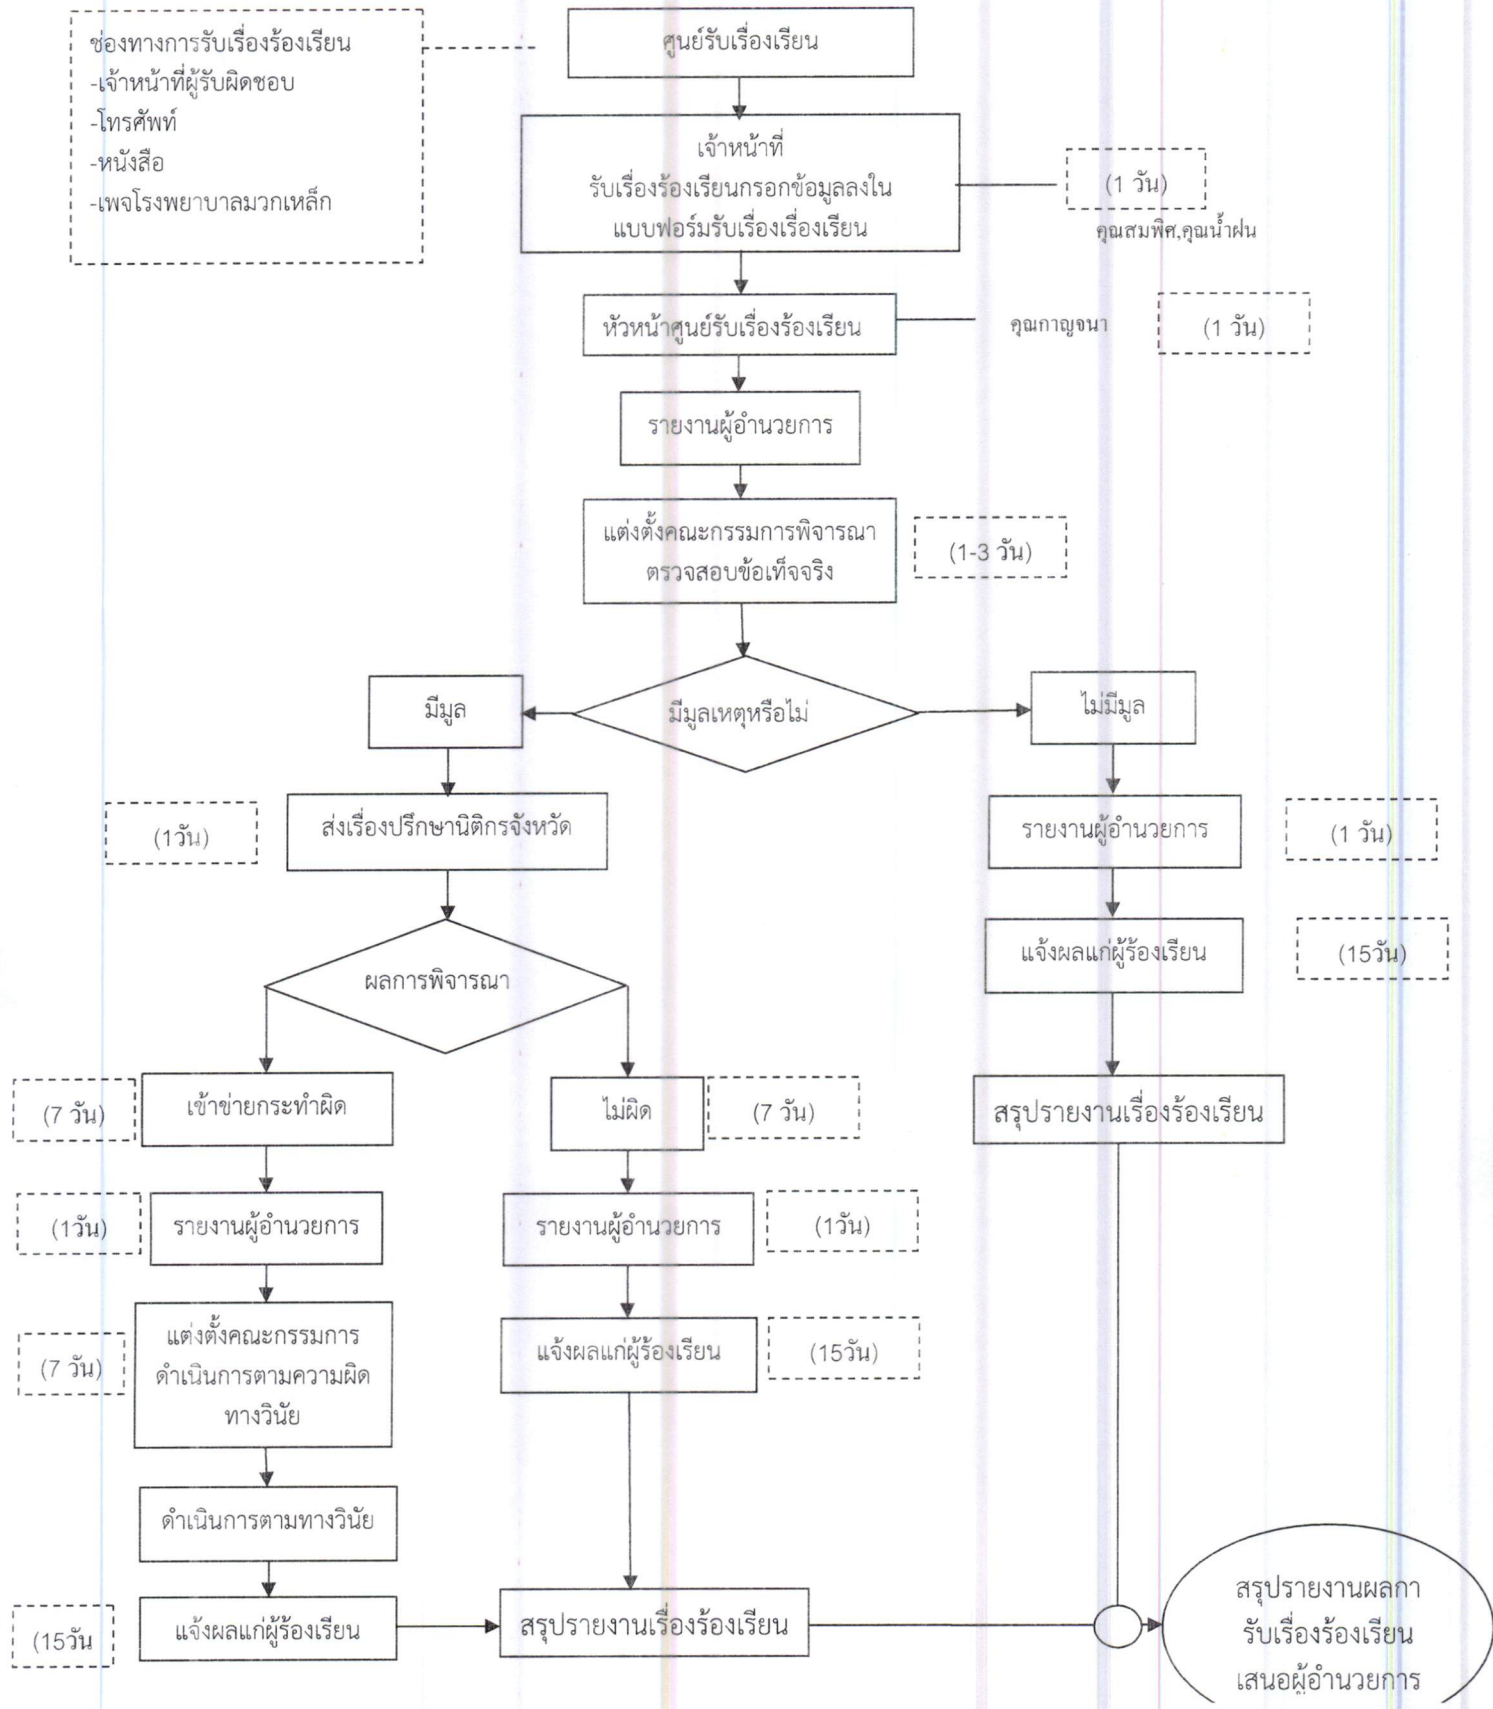 ช่องทางการรับเรื่องร้องเรียน
-เจ้าหน้าที่ผู้รับผิดชอบ
-โทรศัพท์
-หนังสือ
-เพจโรงพยาบาลมวกเหล็ก
ศูนย์รับเรื่องเรียน
เจ้าหน้าที่
รับเรื่องร้องเรียนกรอกข้อมูลลงใน
แบบฟอร์มรับเรื่องเรื่องเรียน
(1 วัน)
คุณสมพิศ,คุณน้ำฝน
หัวหน้าศูนย์รับเรื่องร้องเรียน
คุณกาญจนา
(1 วัน)
รายงานผู้อำนวยการ
แต่งตั้งคณะกรรมการพิจารณา
ตรวจสอบข้อเท็จจริง
(1-3 วัน)
มีมูล
มีมูลเหตุหรือไม่
ไม่มีมูล
(1วัน)
ส่งเรื่องปรึกษานิติกรจังหวัด
รายงานผู้อำนวยการ
(1 วัน)
ผลการพิจารณา
แจ้งผลแก่ผู้ร้องเรียน
(15วัน)
(7 วัน)
เข้าข่ายกระทำผิด
ไม่ผิด
(7 วัน)
สรุปรายงานเรื่องร้องเรียน
(1วัน)
รายงานผู้อำนวยการ
รายงานผู้อำนวยการ
(1วัน)
(7 วัน)
แต่งตั้งคณะกรรมการ
ดำเนินการตามความผิด
ทางวินัย
แจ้งผลแก่ผู้ร้องเรียน
(15วัน)
ดำเนินการตามทางวินัย
(15วัน
แจ้งผลแก่ผู้ร้องเรียน
สรุปรายงานเรื่องร้องเรียน
สรุปรายงานผลกา
รับเรื่องร้องเรียน
เสนอผู้อำนวยการ